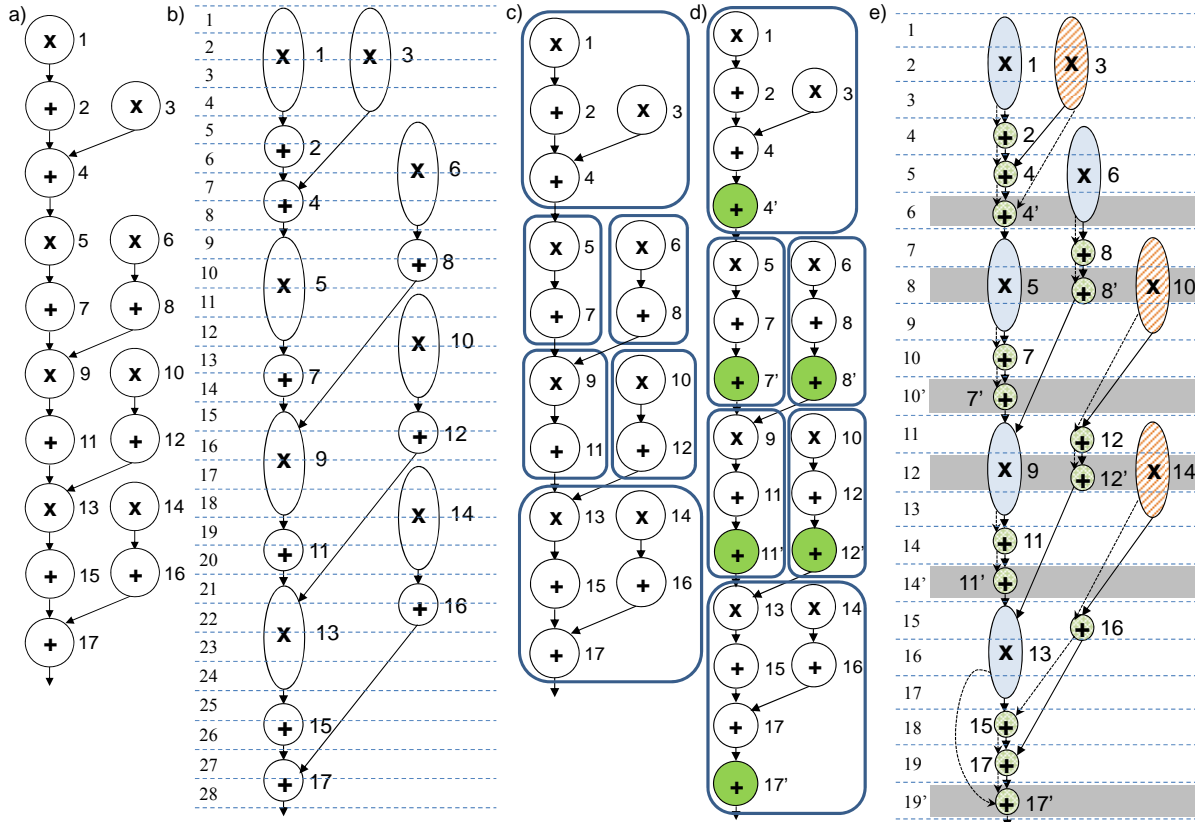 a)
x 1
+ 2
x 3
+ 4
x 5
x 6
+ 7
+ 8
x 9
x 10
+ 11
+ 12
x 13
x 14
+ 15
+ 16
+ 17
b)
1
2
3
4
5
6
7
8
9
10
11
12
13
14
15
16
17
18
19
20
21
22
23
24
25
26
27
28
x 1
x 3
+ 2
x 6
+ 4
+ 8
x 5
x 10
+ 7
+ 12
x 9
x 14
+ 11
+ 16
x 13
+ 15
+ 17
c)
x 1
+ 2
x 3
+ 4
x 5
x 6
+ 7
+ 8
x 9
x 10
+ 11
+ 12
x 13
x 14
+ 15
+ 16
+ 17
d)
x 1
+ 2
x 3
+ 4
+ 4’
x 5
x 6
+ 7
+ 8
+ 7’
+ 8’
x 9
x 10
+ 11
+ 12
+ 11’
+ 12’
x 13
x 14
+ 15
+ 16
+ 17
+ 17’
e)
1
2
3
4
5
6
7
8
9
10
10’
11
12
13
14
14’
15
16
17
18
19
19’
x 1
x 3
+ 2
+ 4
x 6
+ 4’
+ 8
x 5
+ 8’
x 10
+ 7
7’ +
+ 12
x 9
+ 12’
x 14
+ 11
11’ +
+ 16
x 13
15 +
17 +
+ 17’